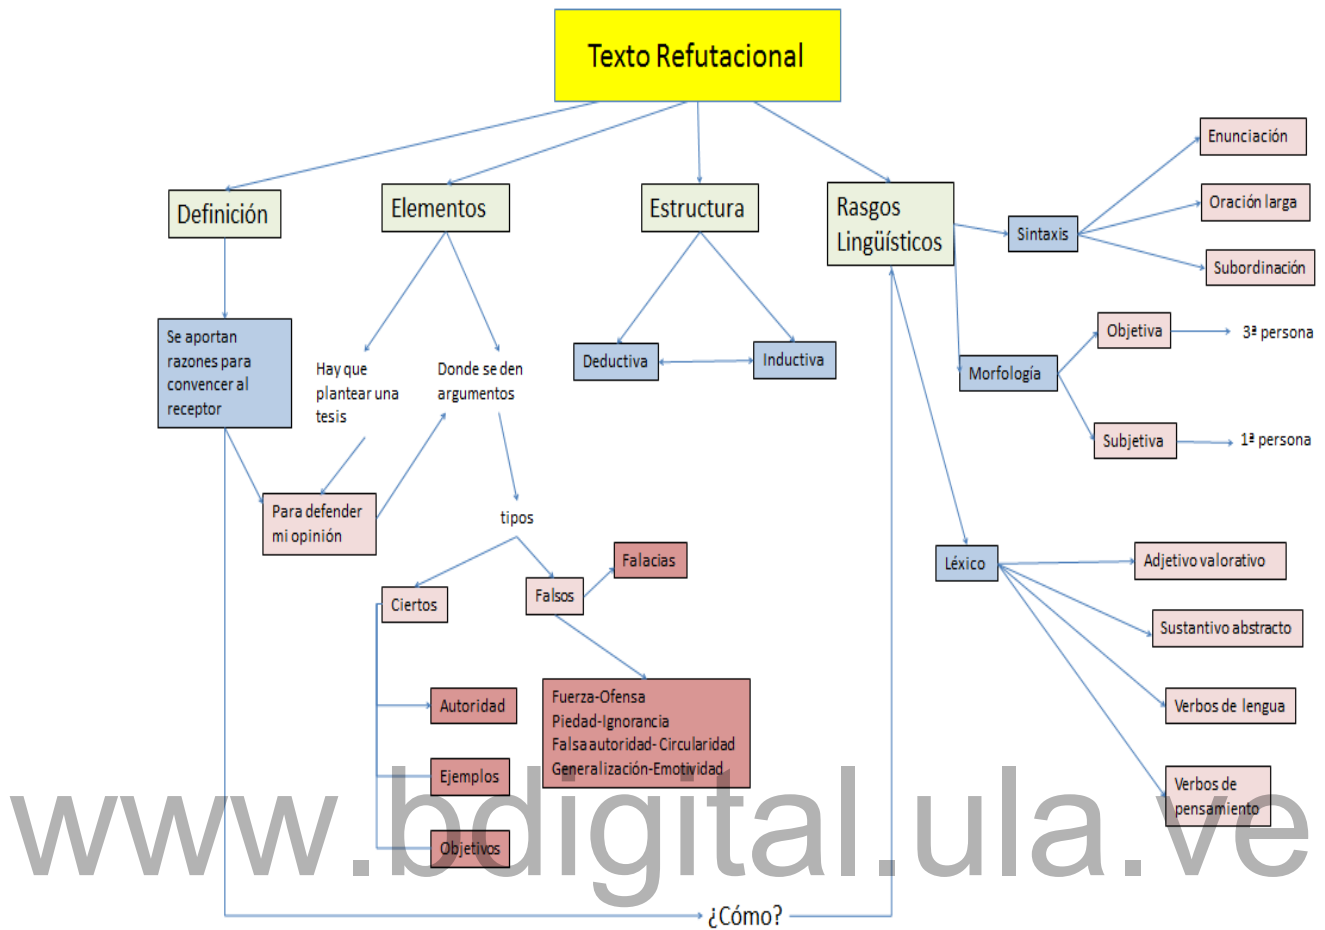 Texto Refutacional
Definición
Elementos
Estructura
Rasgos
Lingüísticos
Sintaxis
Enunciación
Oración larga
Subordinación
Se aportan
razones para
convencer al
receptor
Hay que
plantear una
tesis
Donde se den
argumentos
Deductiva
Inductiva
Morfología
Objetiva
3ª persona
Subjetiva
1ª persona
Para defender
mi opinión
tipos
Ciertos
Falsos
Falacias
Léxico
Adjetivo valorativo
Sustantivo abstracto
Verbos de lengua
Verbos de
pensamiento
Autoridad
Ejemplos
Objetivos
Fuerza-Ofensa
Piedad-Ignorancia
Falsa autoridad- Circularidad
Generalización-Emotividad
www.bdigital.ula.ve
¿Cómo?